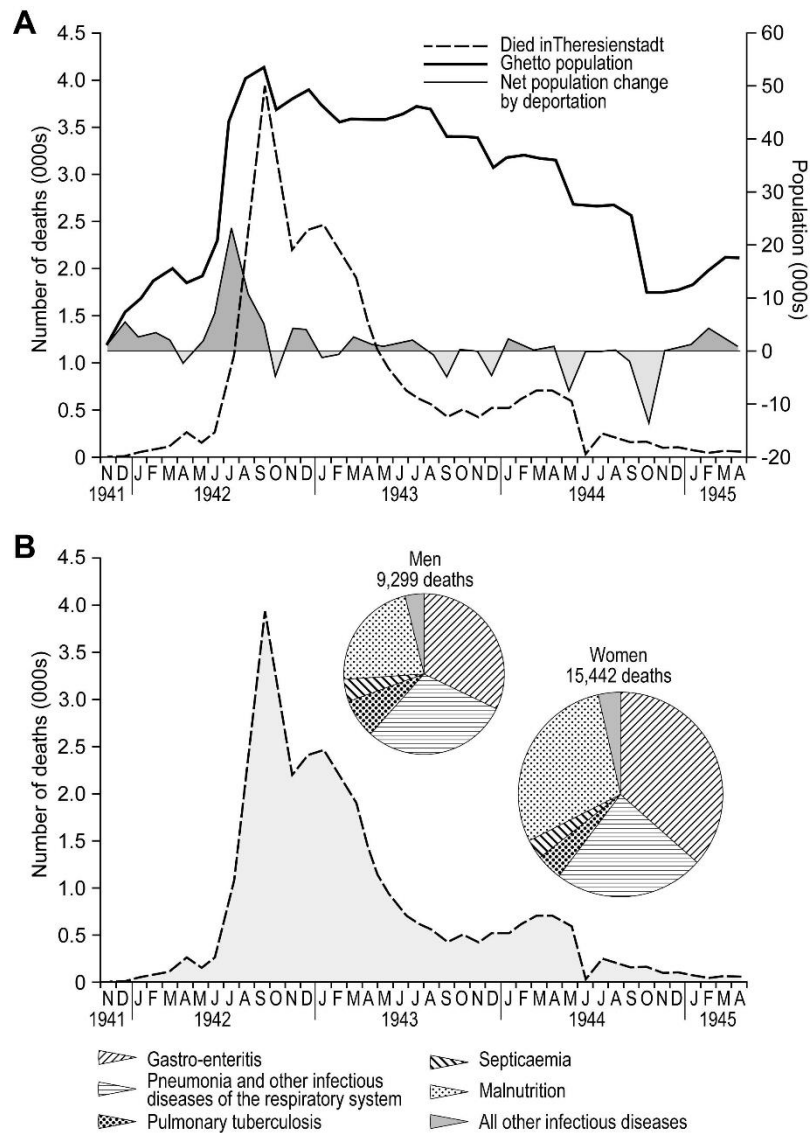 A
Died inTheresienstadt
Ghetto population
Net population change
by deportation
Number of deaths (000s)
4.5
4.0
3.5
3.0
2.5
2.0
1.5
1.0
0.5
0
Population (000s)
60
50
40
30
20
10
0
-10
-20
N D J F M A M J J A S O N D J F M A M J J A S O N D J F M A M J J A S O N D J F M A
1941 1942 1943 1944 1945
B
Number of deaths (000s)
4.5
4.0
3.5
3.0
2.5
2.0
1.5
1.0
0.5
0
Men
9,299 deaths
Women
15,442 deaths
N D J F M A M J J A S O N D J F M A M J J A S O N D J F M A M J J A S O N D J F M A
1941 1942 1943 1944 1945
Gastro-enteritis
Pneumonia and other infectious
diseases of the respiratory system
Pulmonary tuberculosis
Septicaemia
Malnutrition
All other infectious diseases